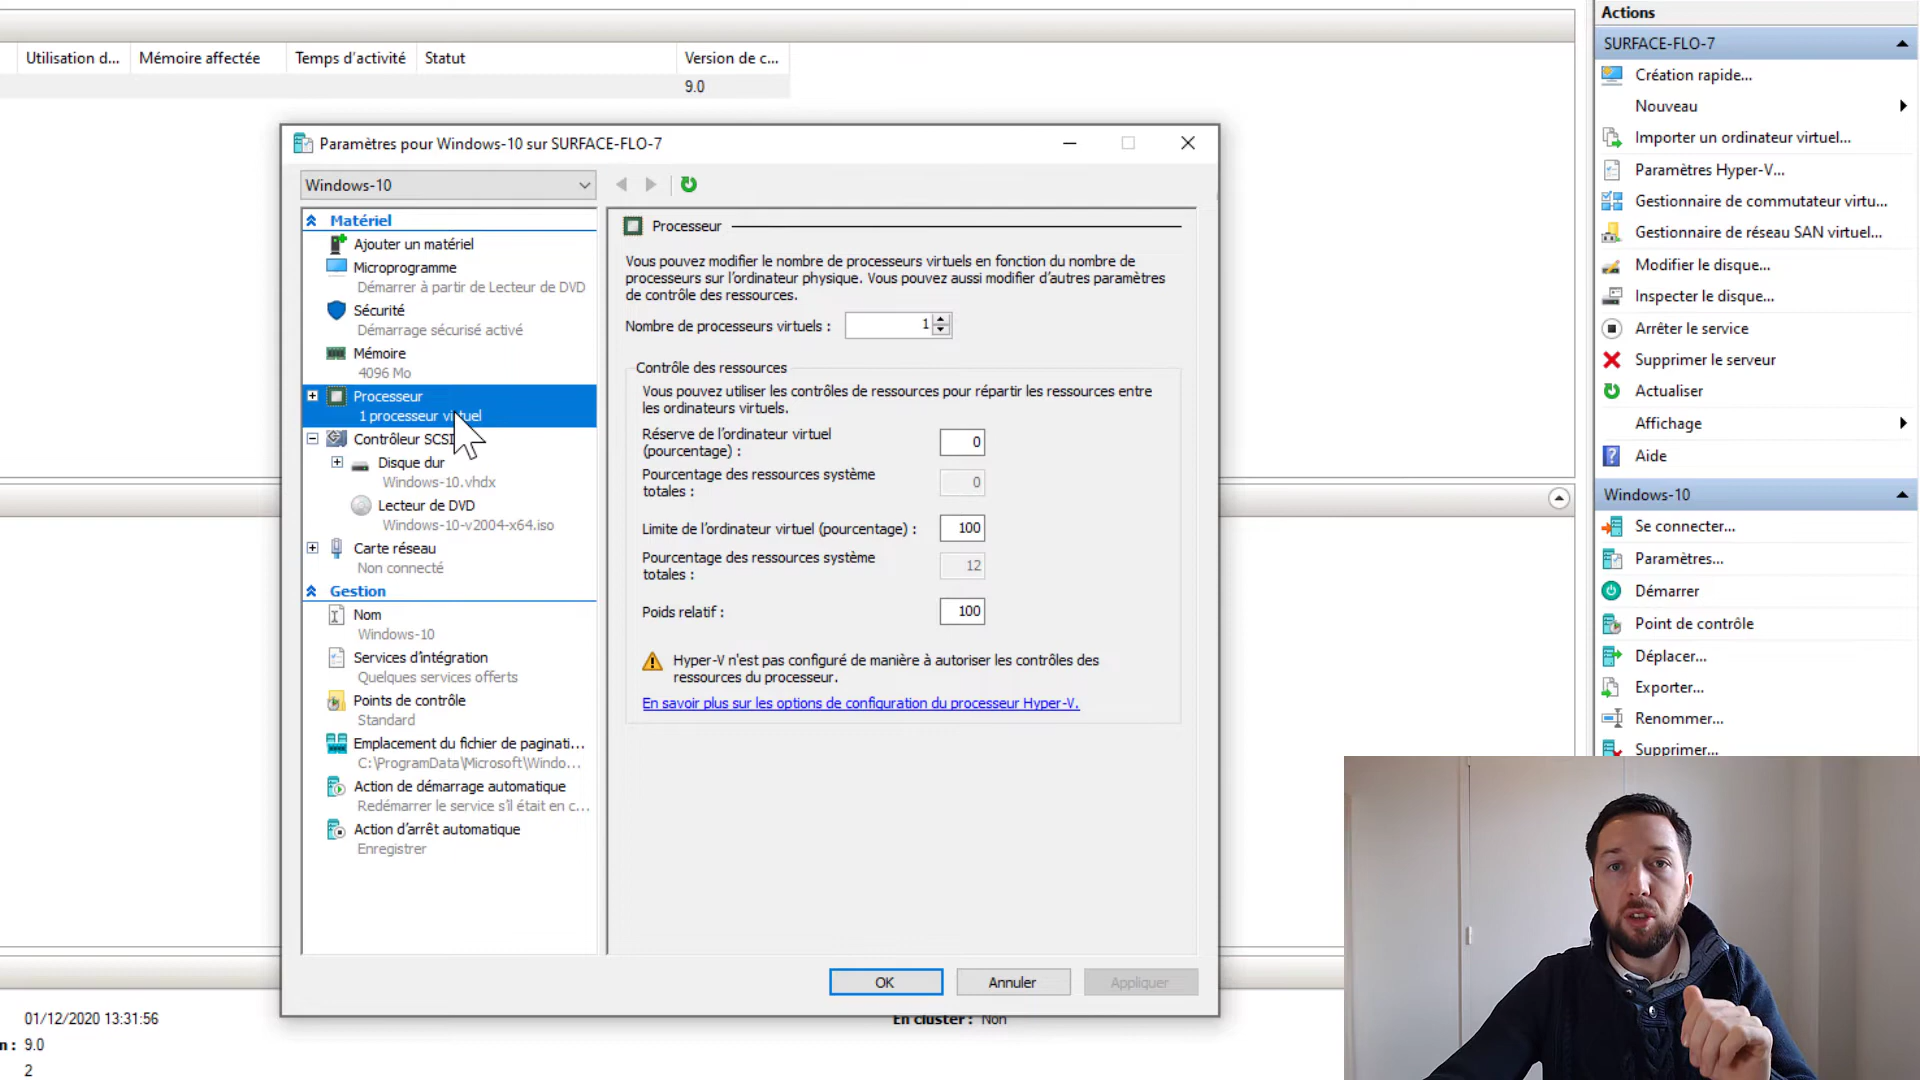 Utilisation d...
Mémoire affectée
Temps d'activité
Statut
Version de c...
9.0
Paramètres pour Windows-10 sur SURFACE-FLO-7
Windows-10
Matériel
Ajouter un matériel
Microprogramme
Démarrer à partir de Lecteur de DVD
Sécurité
Démarrage sécurisé activé
Mémoire
4096 Mo
Processeur
1 processeur virtuel
Contrôleur SCSI
Disque dur
Windows-10.vhdx
Lecteur de DVD
Windows-10-v2004-x64.iso
Carte réseau
Non connecté
Gestion
Nom
Windows-10
Services d'intégration
Quelques services offerts
Points de contrôle
Standard
Emplacement du fichier de paginati...
C:\ProgramData\Microsoft\Windo...
Action de démarrage automatique
Redémarrer le service s'il était en c...
Action d'arrêt automatique
Enregistrer
Processeur
Vous pouvez modifier le nombre de processeurs virtuels en fonction du nombre de
processeurs sur l'ordinateur physique. Vous pouvez aussi modifier d'autres paramètres
de contrôle des ressources.
Nombre de processeurs virtuels : 1
Contrôle des ressources
Vous pouvez utiliser les contrôles de ressources pour répartir les ressources entre
les ordinateurs virtuels.
Réserve de l'ordinateur virtuel
(pourcentage) : 0
Pourcentage des ressources système
totales : 0
Limite de l'ordinateur virtuel (pourcentage) : 100
Pourcentage des ressources système
totales : 12
Poids relatif : 100
Hyper-V n'est pas configuré de manière à autoriser les contrôles des
ressources du processeur.
En savoir plus sur les options de configuration du processeur Hyper-V.
OK
Annuler
Appliquer
01/12/2020 13:31:56
En cluster : Non
n : 9.0
2
Actions
SURFACE-FLO-7
Création rapide...
Nouveau
Importer un ordinateur virtuel...
Paramètres Hyper-V...
Gestionnaire de commutateur virtu...
Gestionnaire de réseau SAN virtuel...
Modifier le disque...
Inspecter le disque...
Arrêter le service
Supprimer le serveur
Actualiser
Affichage
Aide
Windows-10
Se connecter...
Paramètres...
Démarrer
Point de contrôle
Déplacer...
Exporter...
Renommer...
Supprimer...